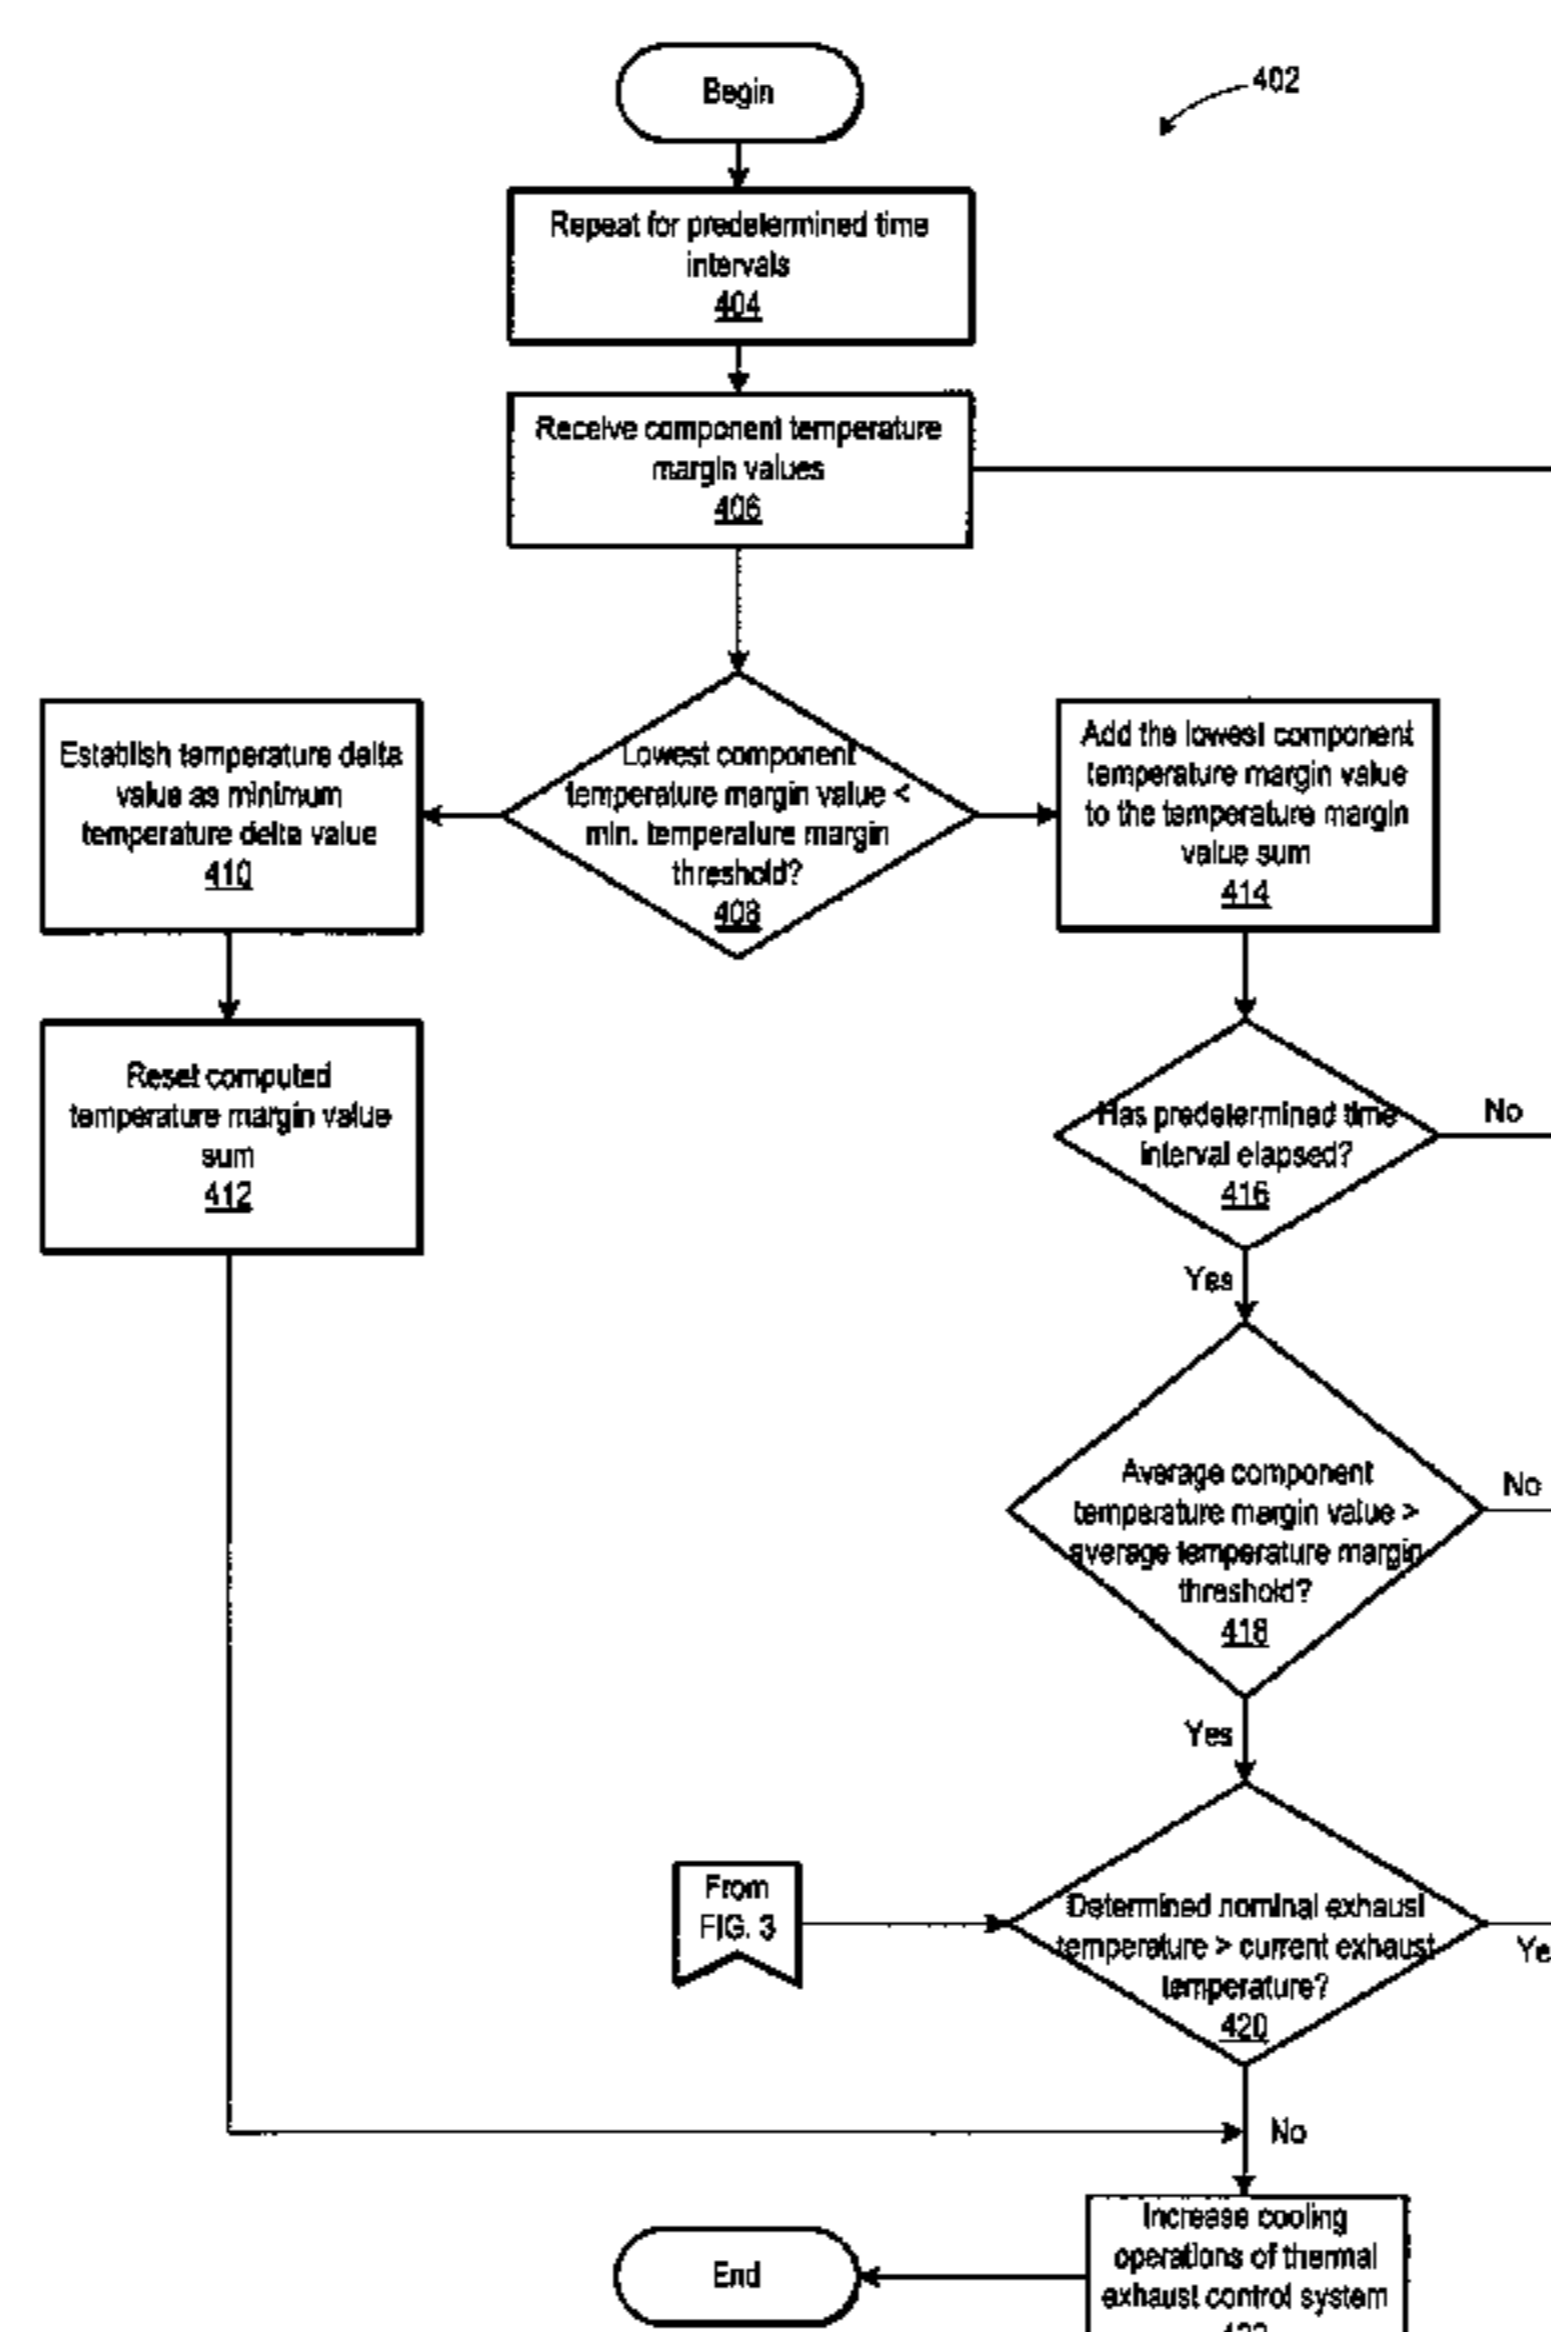 Begin
402
Repeat for predetermined time
intervals
404
Receive component temperature
margin values
406
Establish temperature delta
value as minimum
temperature delta value
410
Lowest component
temperature margin value <
min. temperature margin
threshold?
408
Add the lowest component
temperature margin value
to the temperature margin
value sum
414
Reset computed
temperature margin value
sum
412
Has predetermined time
interval elapsed?
416
No
Yes
Average component
temperature margin value >
average temperature margin
threshold?
418
No
Yes
From
FIG. 3
Determined nominal exhaust
temperature > current exhaust
temperature?
420
Ye
No
Increase cooling
operations of thermal
exhaust control system
End